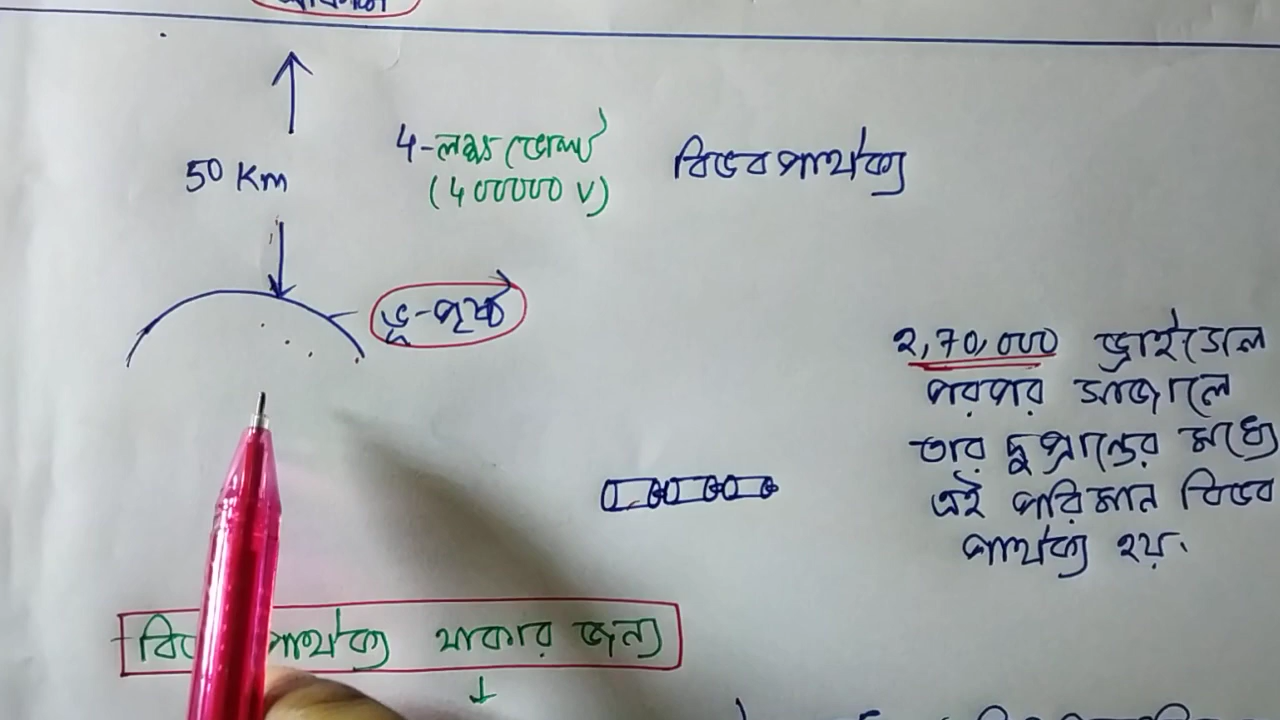 50 Km
4-লক্ষ ভোল্ট
(400000 V)
বিভব পার্থক্য
ভূ-পৃষ্ঠ
২,70,000 ড্রাইসেল
পরপর সাজালে
তার দুপ্রান্তের মধ্যে
এই পরিমান বিভব
পার্থক্য হয়.
পার্থক্য থাকার জন্য